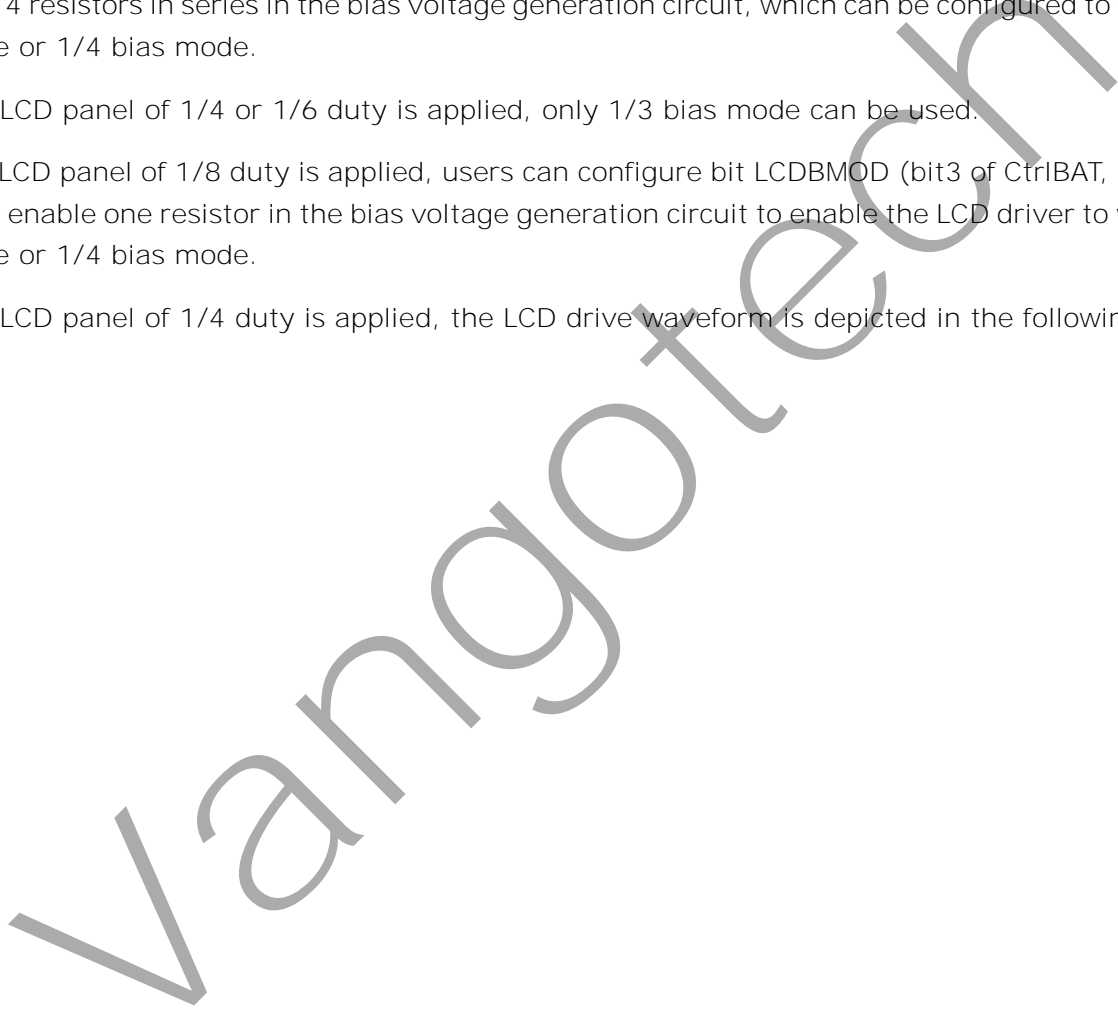 4 resistors in series in the bias voltage generation circuit, which can be configured to
e or 1/4 bias mode.
LCD panel of 1/4 or 1/6 duty is applied, only 1/3 bias mode can be used.
LCD panel of 1/8 duty is applied, users can configure bit LCDBMOD (bit3 of CtrlBAT,
enable one resistor in the bias voltage generation circuit to enable the LCD driver to
e or 1/4 bias mode.
LCD panel of 1/4 duty is applied, the LCD drive waveform is depicted in the followin
Vangotech